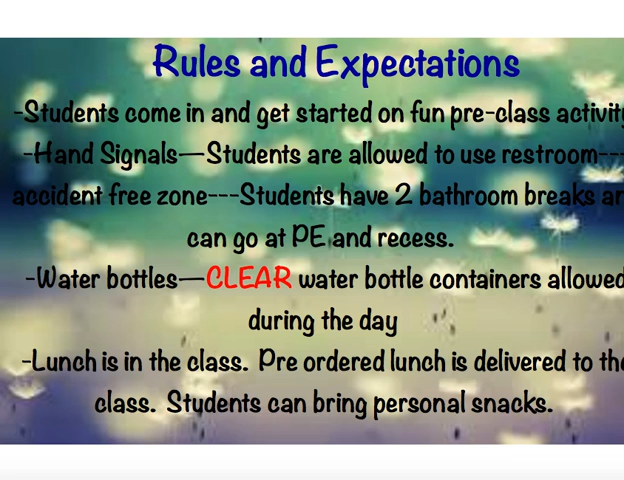 Rules and Expectations
-Students come in and get started on fun pre-class activity
-Hand Signals—Students are allowed to use restroom---
accident free zone---Students have 2 bathroom breaks
can go at PE and recess.
-Water bottles—CLEAR water bottle containers allowed
during the day
-Lunch is in the class. Pre ordered lunch is delivered to the
class. Students can bring personal snacks.